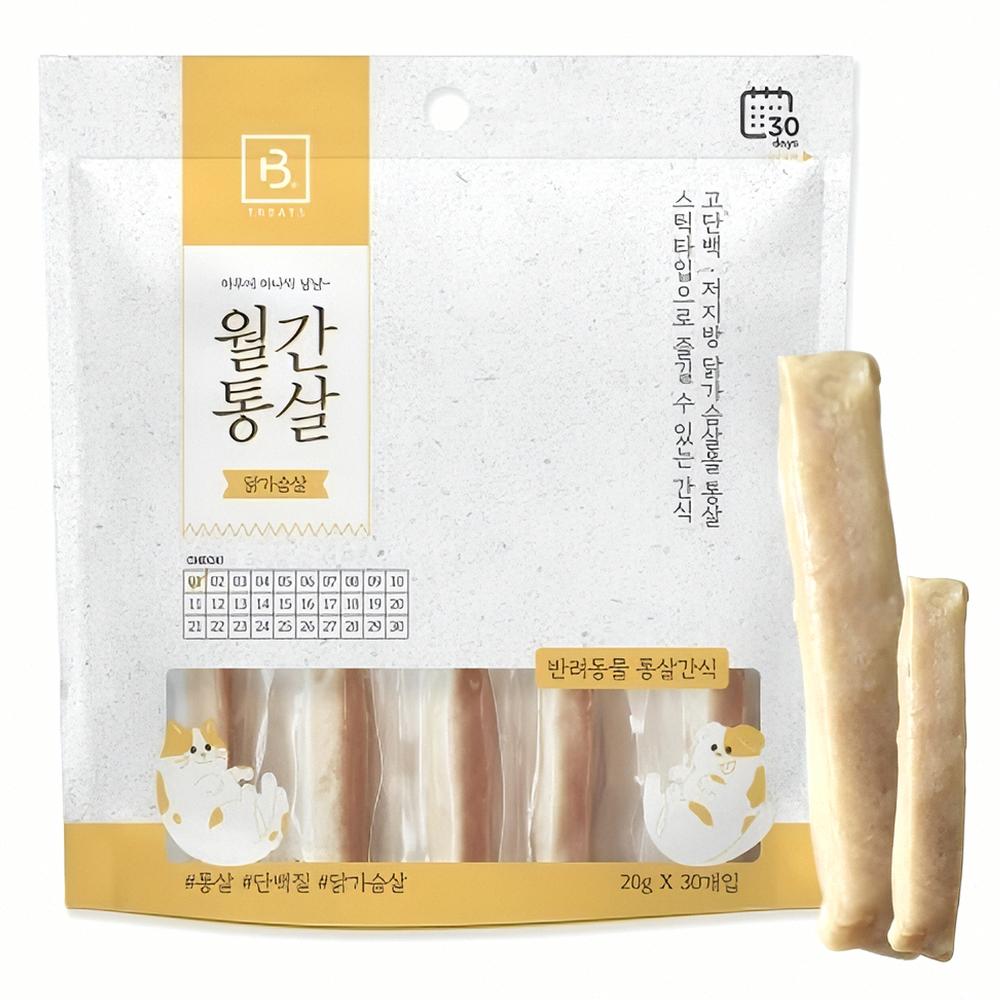 B
TREATS
30
days
월간
통살
닭가슴살
고단백 · 저지방 닭가슴살을 통살
스틱타입으로 즐길 수 있는 간식
01 02 03 04 05 06 07 08 09 10
11 12 13 14 15 16 17 18 19 20
21 22 23 24 25 26 27 28 29 30
반려동물 통살간식
#통살 #단백질 #닭가슴살
20g X 30개입